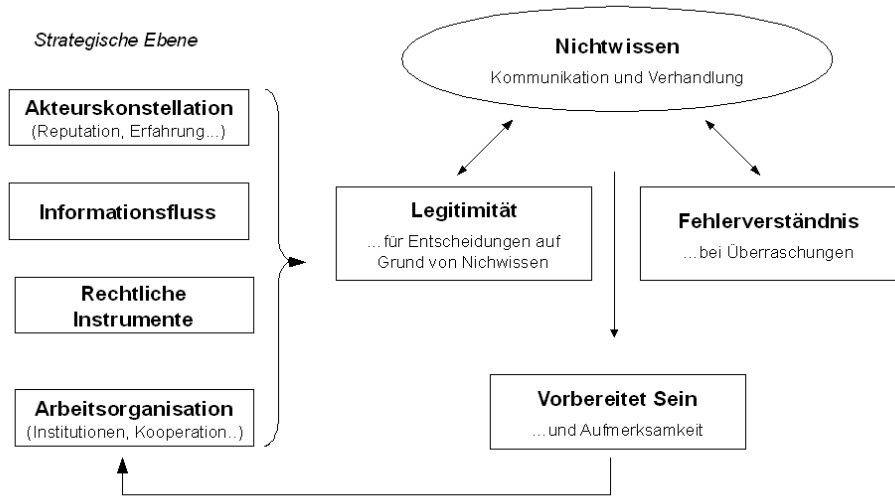 Strategische Ebene
Akteurskonstellation
(Reputation, Erfahrung...)
Informationsfluss
Rechtliche
Instrumente
Arbeitsorganisation
(Institutionen, Kooperation..)
Nichtwissen
Kommunikation und Verhandlung
Legitimität
...für Entscheidungen auf
Grund von Nichwissen
Fehlerverständnis
...bei Überraschungen
Vorbereitet Sein
...und Aufmerksamkeit